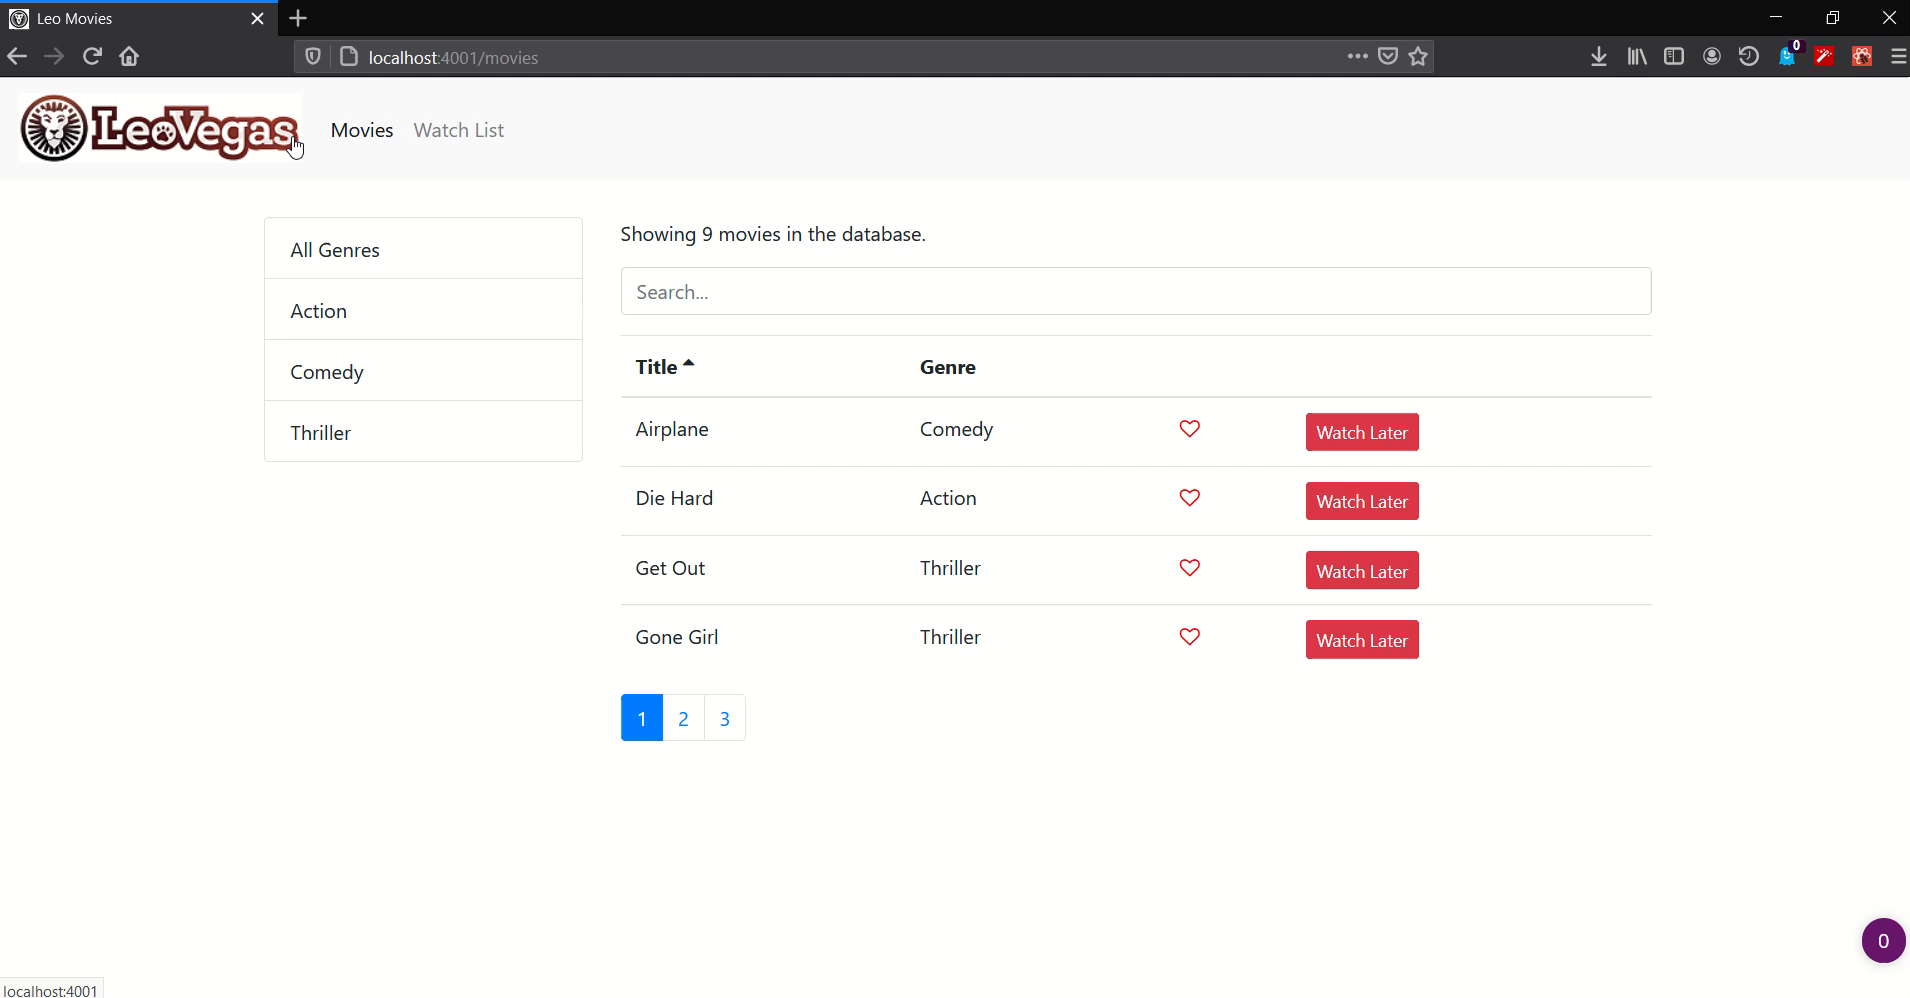 Leo Movies
localhost:4001/movies
0
LeoVegas
Movies Watch List
All Genres
Action
Comedy
Thriller
Showing 9 movies in the database.
Search...
Title Genre
Airplane Comedy Watch Later
Die Hard Action Watch Later
Get Out Thriller Watch Later
Gone Girl Thriller Watch Later
1 2 3
0
localhost:4001